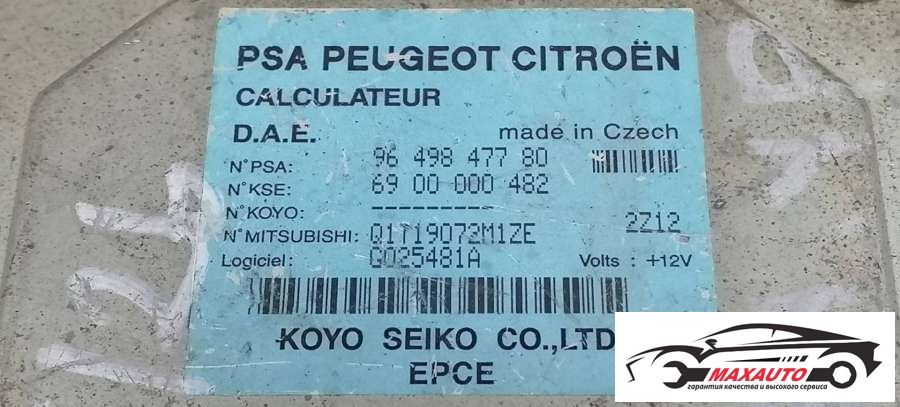 PSA PEUGEOT CITROËN
CALCULATEUR
D.A.E. made in Czech
N°PSA: 96 498 477 80
N°KSE: 69 00 000 482
N°KOYO: ----------
N°MITSUBISHI: Q1T19072M1ZE 2Z12
Logiciel: G025481A Volts : +12V
KOYO SEIKO CO.,LTD
EPCE
MAXAUTO
гарантия качества и высокого сервиса